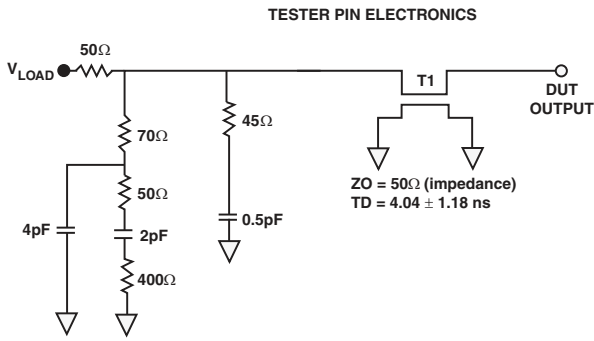 TESTER PIN ELECTRONICS
50Ω
VLOAD
T1
DUT
OUTPUT
70Ω
45Ω
50Ω
ZO = 50Ω (impedance)
TD = 4.04 ± 1.18 ns
4pF
2pF
0.5pF
400Ω